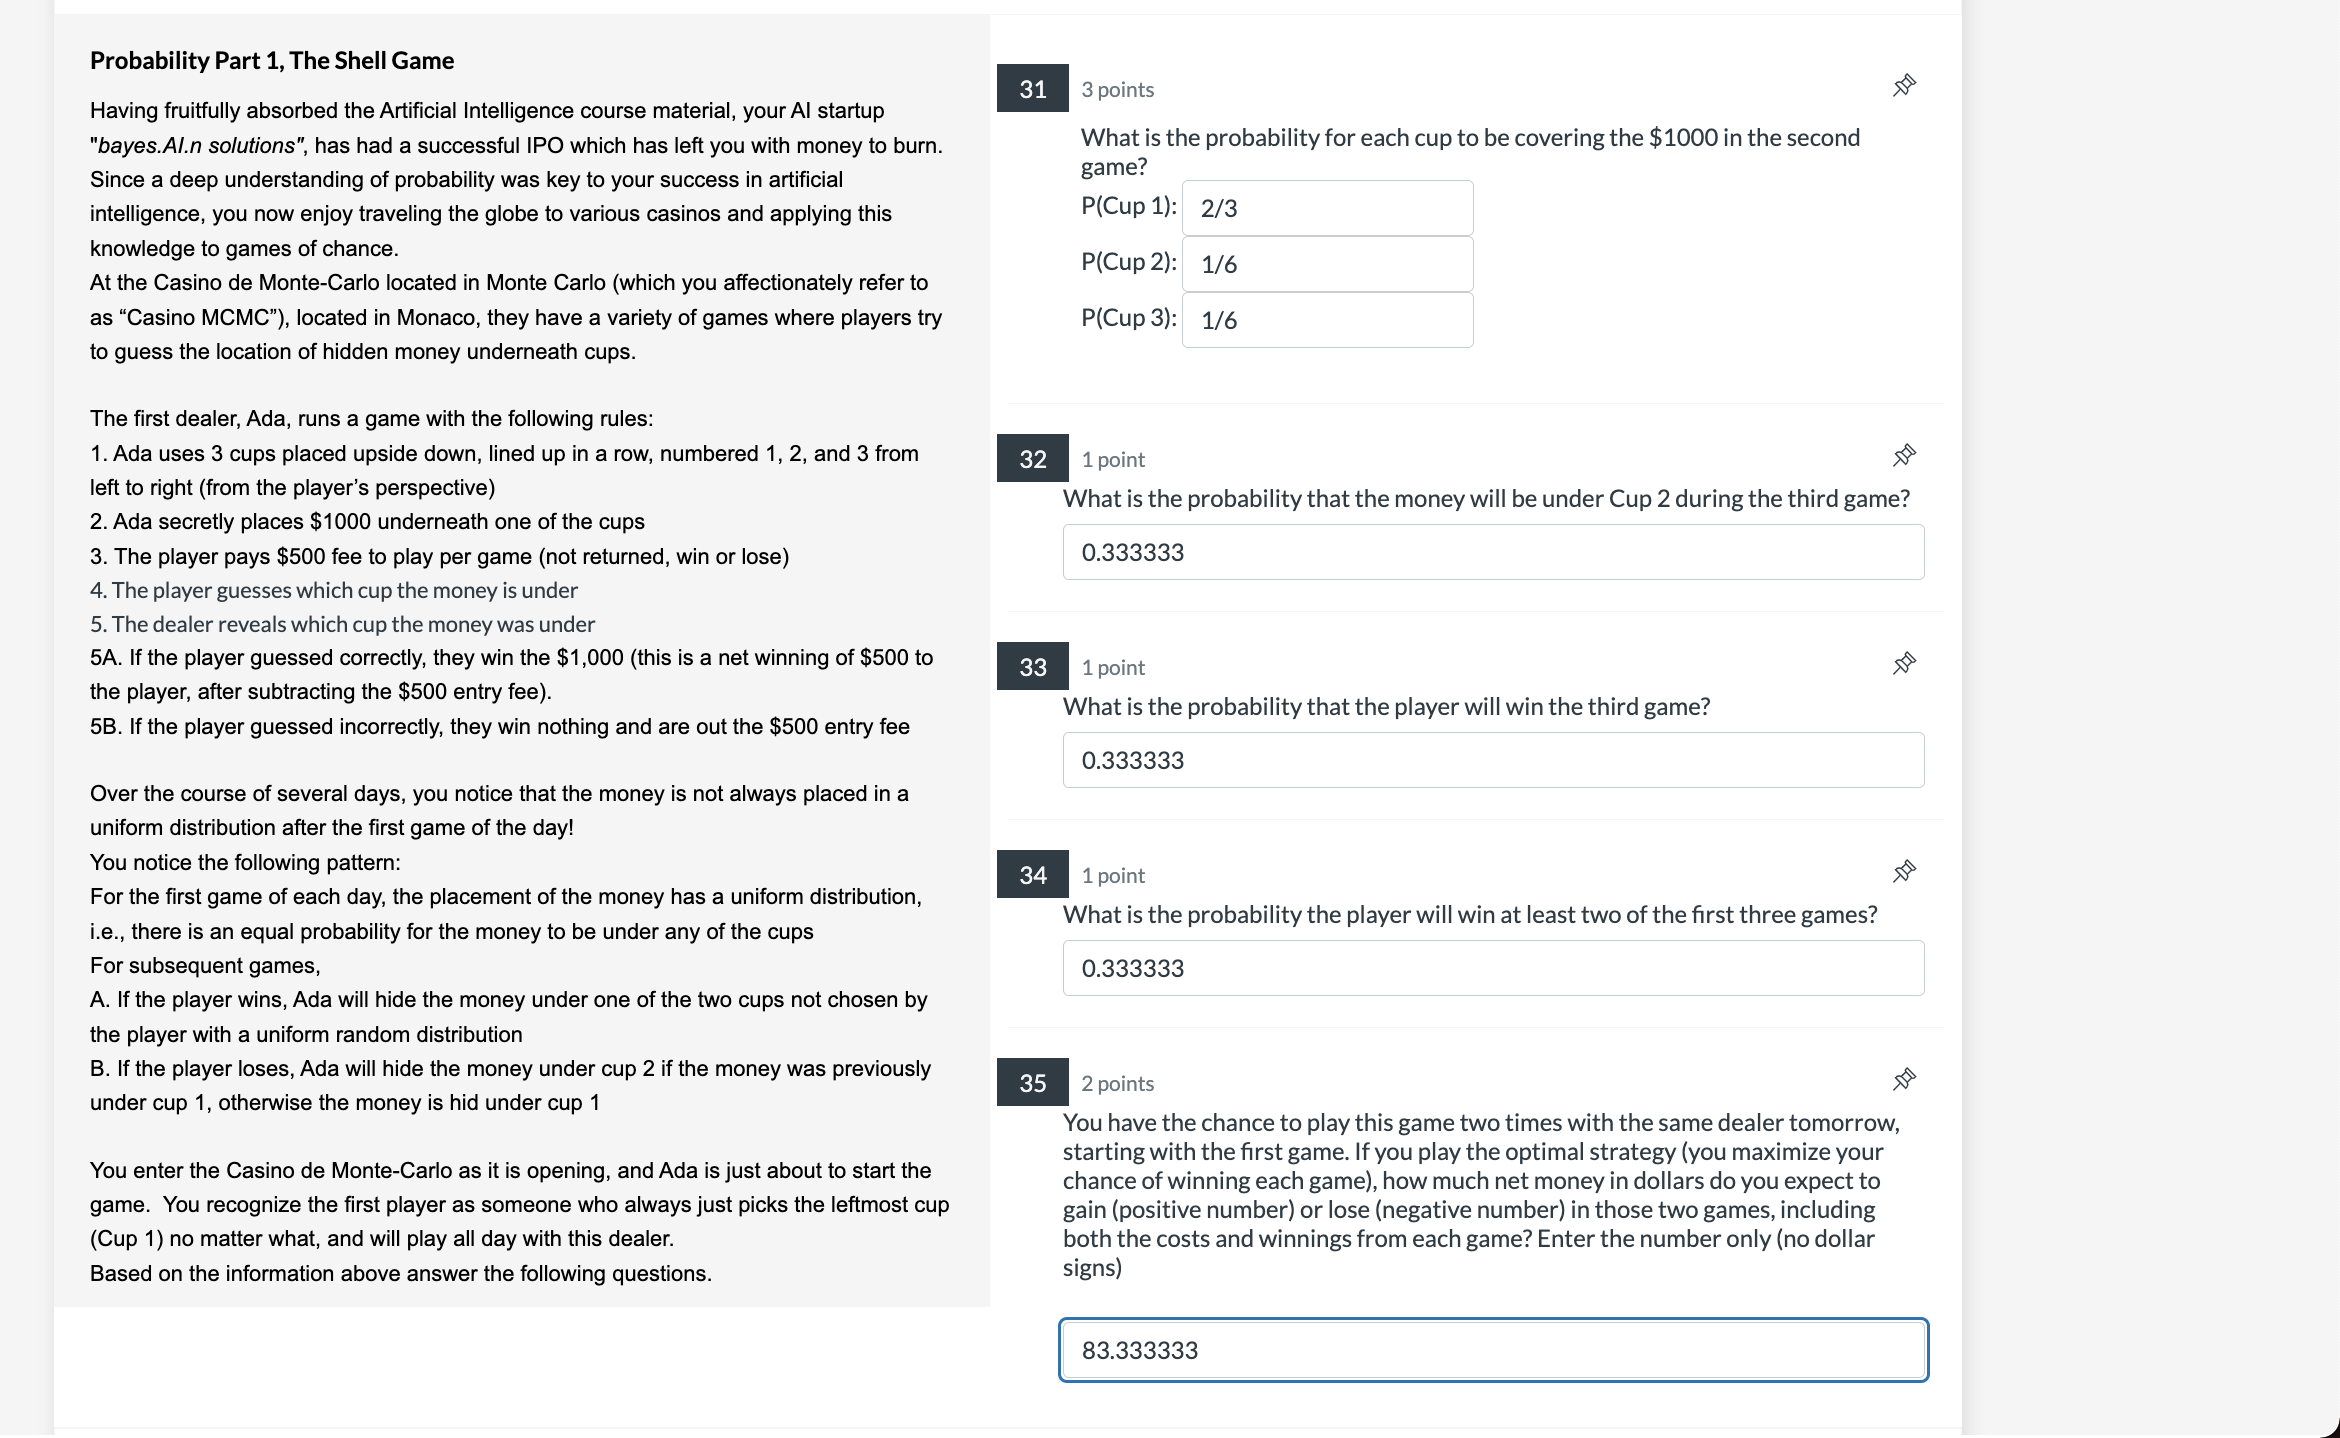 Probability Part 1, The Shell Game
Having fruitfully absorbed the Artificial Intelligence course material, your AI startup
"bayes.AI.n solutions", has had a successful IPO which has left you with money to burn.
Since a deep understanding of probability was key to your success in artificial
intelligence, you now enjoy traveling the globe to various casinos and applying this
knowledge to games of chance.
At the Casino de Monte-Carlo located in Monte Carlo (which you affectionately refer to
as “Casino MCMC”), located in Monaco, they have a variety of games where players try
to guess the location of hidden money underneath cups.
The first dealer, Ada, runs a game with the following rules:
1. Ada uses 3 cups placed upside down, lined up in a row, numbered 1, 2, and 3 from
left to right (from the player’s perspective)
2. Ada secretly places $1000 underneath one of the cups
3. The player pays $500 fee to play per game (not returned, win or lose)
4. The player guesses which cup the money is under
5. The dealer reveals which cup the money was under
5A. If the player guessed correctly, they win the $1,000 (this is a net winning of $500 to
the player, after subtracting the $500 entry fee).
5B. If the player guessed incorrectly, they win nothing and are out the $500 entry fee
Over the course of several days, you notice that the money is not always placed in a
uniform distribution after the first game of the day!
You notice the following pattern:
For the first game of each day, the placement of the money has a uniform distribution,
i.e., there is an equal probability for the money to be under any of the cups
For subsequent games,
A. If the player wins, Ada will hide the money under one of the two cups not chosen by
the player with a uniform random distribution
B. If the player loses, Ada will hide the money under cup 2 if the money was previously
under cup 1, otherwise the money is hid under cup 1
You enter the Casino de Monte-Carlo as it is opening, and Ada is just about to start the
game. You recognize the first player as someone who always just picks the leftmost cup
(Cup 1) no matter what, and will play all day with this dealer.
Based on the information above answer the following questions.
31 3 points
What is the probability for each cup to be covering the $1000 in the second
game?
P(Cup 1): 2/3
P(Cup 2): 1/6
P(Cup 3): 1/6
32 1 point
What is the probability that the money will be under Cup 2 during the third game?
0.333333
33 1 point
What is the probability that the player will win the third game?
0.333333
34 1 point
What is the probability the player will win at least two of the first three games?
0.333333
35 2 points
You have the chance to play this game two times with the same dealer tomorrow,
starting with the first game. If you play the optimal strategy (you maximize your
chance of winning each game), how much net money in dollars do you expect to
gain (positive number) or lose (negative number) in those two games, including
both the costs and winnings from each game? Enter the number only (no dollar
signs)
83.333333